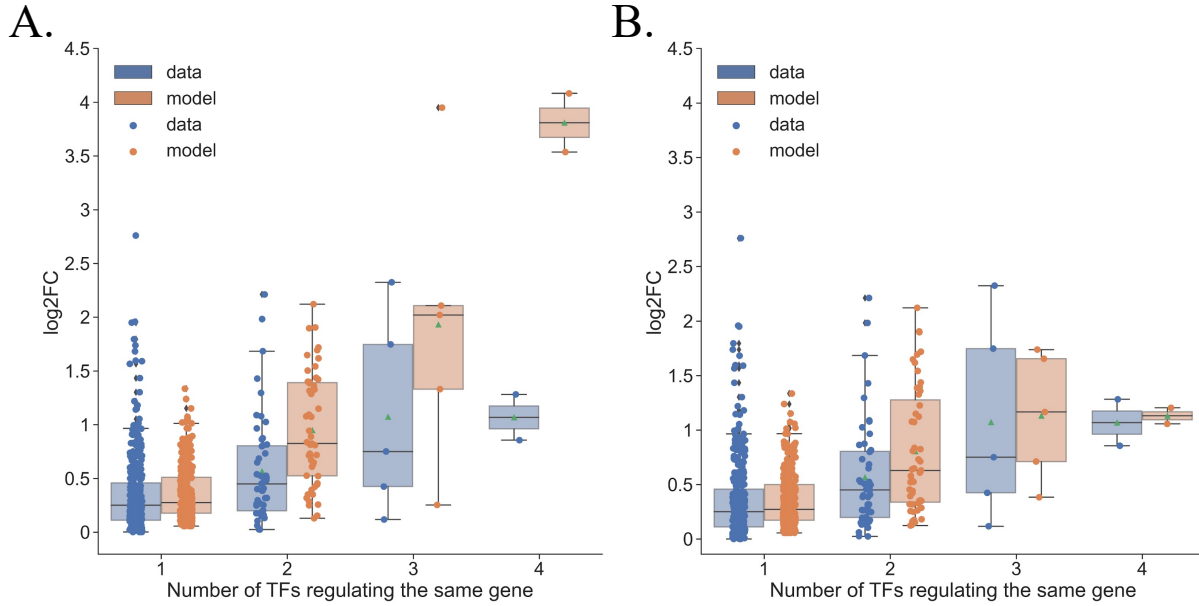 A.
4.5
4
3.5
3
2.5
2
1.5
1
0.5
0
log2FC
data
model
data
model
1 2 3 4
Number of TFs regulating the same gene
B.
4.5
4
3.5
3
2.5
2
1.5
1
0.5
0
log2FC
data
model
data
model
1 2 3 4
Number of TFs regulating the same gene